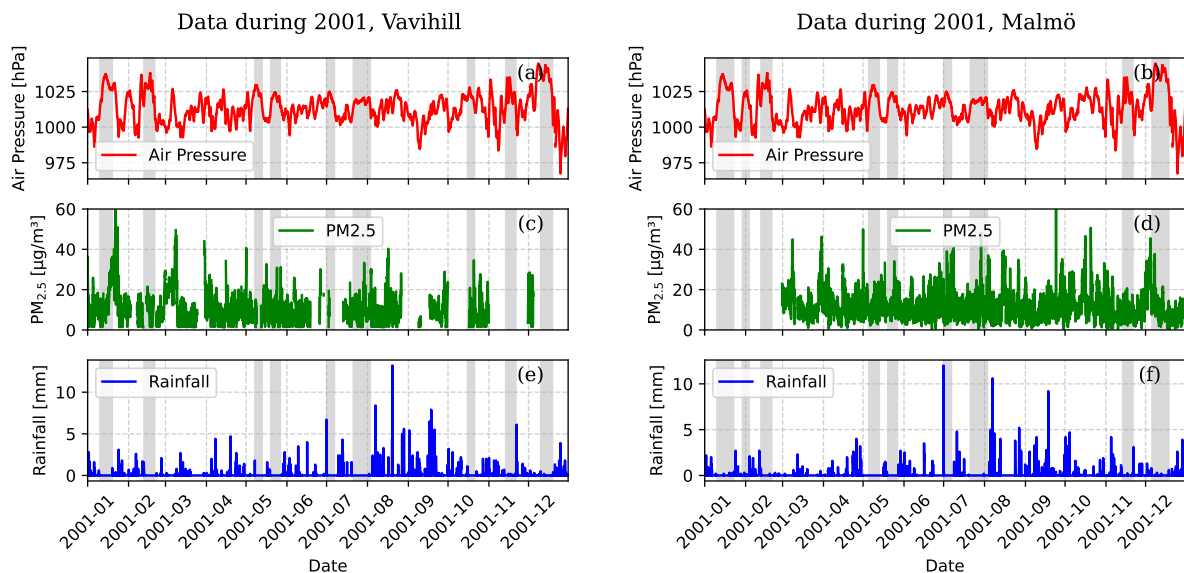 Data during 2001, Vavihill
Air Pressure [hPa]
1025
1000
975
(a)
Air Pressure
PM2.5 [µg/m³]
60
40
20
0
(c)
PM2.5
Rainfall [mm]
10
5
0
(e)
Rainfall
2001-01
2001-02
2001-03
2001-04
2001-05
2001-06
2001-07
2001-08
2001-09
2001-10
2001-11
2001-12
Date
Data during 2001, Malmö
Air Pressure [hPa]
1025
1000
975
(b)
Air Pressure
PM2.5 [µg/m³]
60
40
20
0
(d)
PM2.5
Rainfall [mm]
10
5
0
(f)
Rainfall
2001-01
2001-02
2001-03
2001-04
2001-05
2001-06
2001-07
2001-08
2001-09
2001-10
2001-11
2001-12
Date